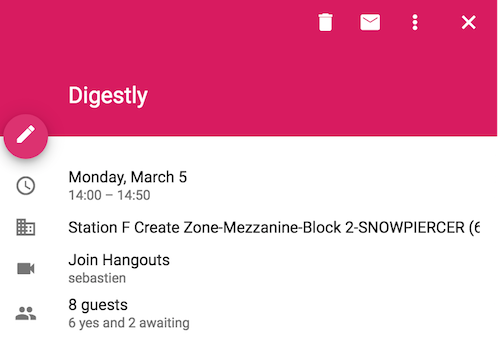 Digestly
Monday, March 5
14:00 – 14:50
Station F Create Zone-Mezzanine-Block 2-SNOWPIERCER (6
Join Hangouts
sebastien
8 guests
6 yes and 2 awaiting